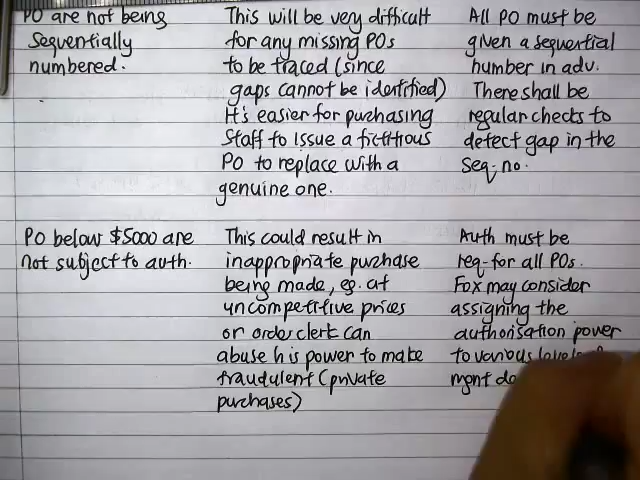 PO are not being
sequentially
numbered.
This will be very difficult
for any missing POs
to be traced (since
gaps cannot be identified)
It's easier for puchasing
staff to issue a fictitious
PO to replace with a
genuine one.
All PO must be
given a sequential
number in adv.
There shall be
regular checks to
detect gap in the
seq. no.
PO below $5000 are
not subject to auth.
This could result in
inappropriate puchase
being made, eg. at
uncompetitive prices
or order clerk can
abuse his power to make
fraudulent (private
purchases)
Auth must be
req. for all POs.
Fox may consider
assigning the
authorisation power
to various
mgnt